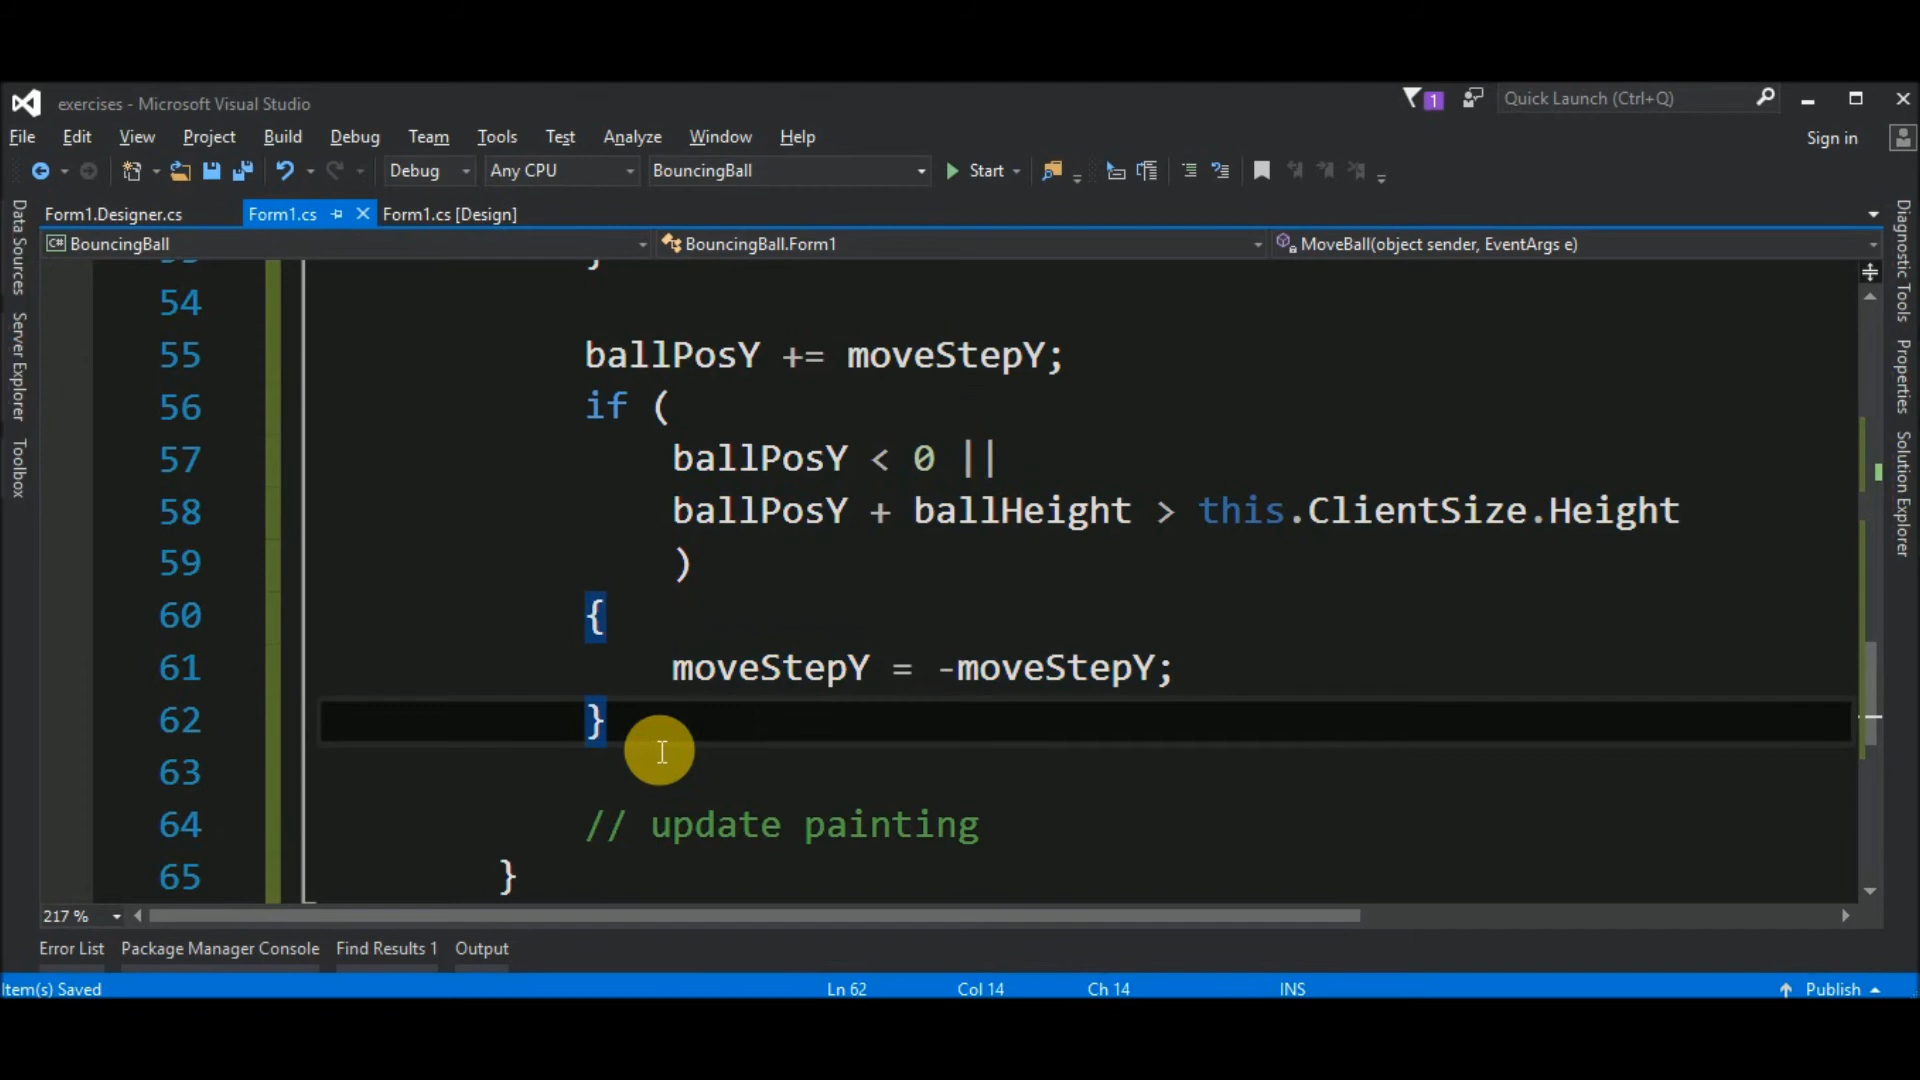 exercises - Microsoft Visual Studio
1
Quick Launch (Ctrl+Q)
File Edit View Project Build Debug Team Tools Test Analyze Window Help
Sign in
Debug Any CPU BouncingBall Start
Form1.Designer.cs Form1.cs Form1.cs [Design]
C# BouncingBall BouncingBall.Form1 MoveBall(object sender, EventArgs e)
Data Sources
Server Explorer
Toolbox
54
55 ballPosY += moveStepY;
56 if (
57 ballPosY < 0 ||
58 ballPosY + ballHeight > this.ClientSize.Height
59 )
60 {
61 moveStepY = -moveStepY;
62 }
63
64 // update painting
65 }
Diagnostic Tools
Properties
Solution Explorer
217 %
Error List Package Manager Console Find Results 1 Output
Item(s) Saved Ln 62 Col 14 Ch 14 INS Publish